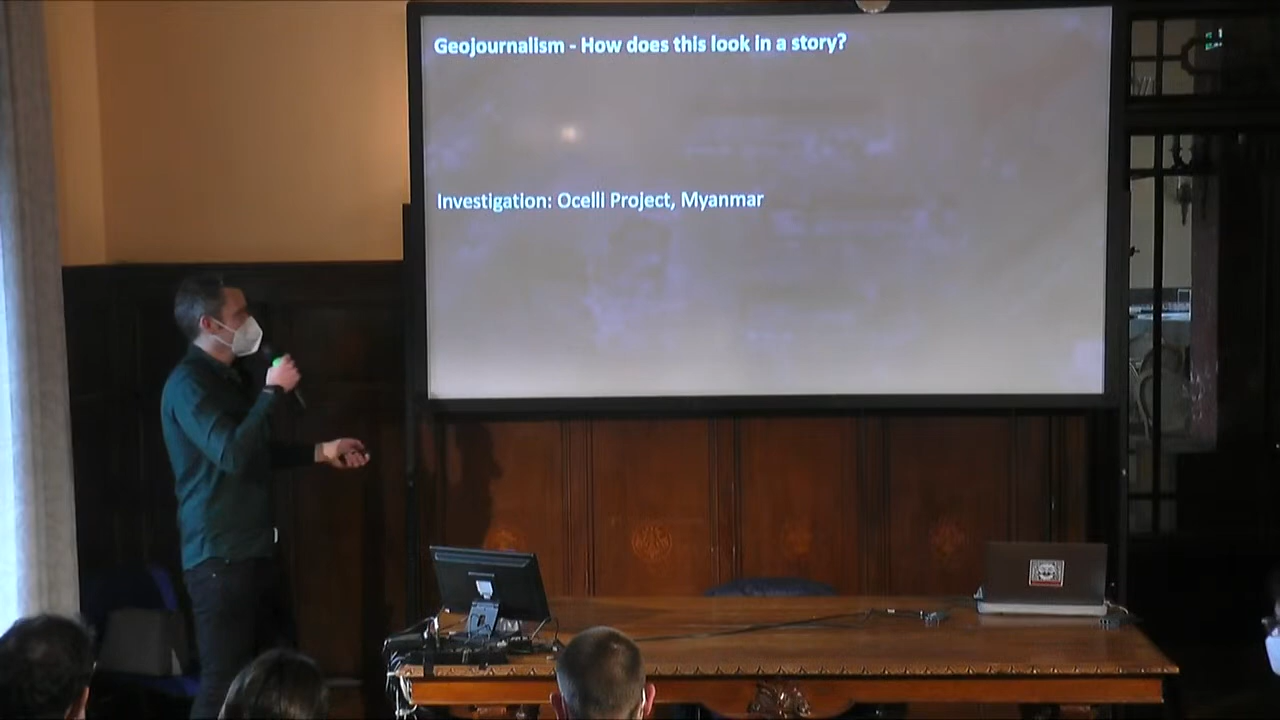 Geojournalism - How does this look in a story?
Investigation: Ocelli Project, Myanmar